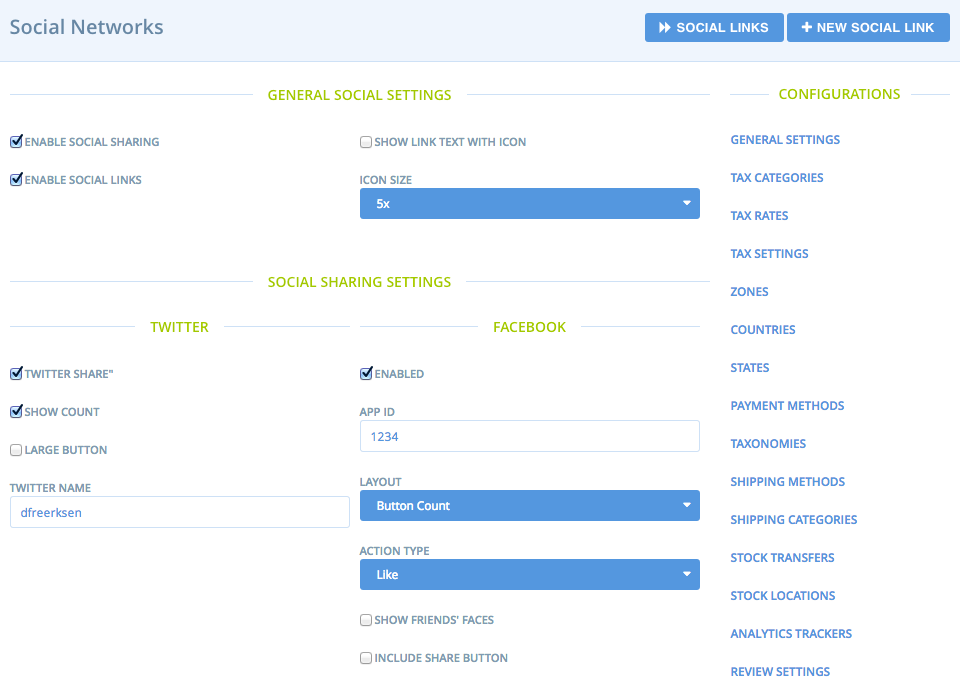 Social Networks
SOCIAL LINKS
NEW SOCIAL LINK
GENERAL SOCIAL SETTINGS
ENABLE SOCIAL SHARING
SHOW LINK TEXT WITH ICON
ENABLE SOCIAL LINKS
ICON SIZE
5x
SOCIAL SHARING SETTINGS
TWITTER
TWITTER SHARE"
SHOW COUNT
LARGE BUTTON
TWITTER NAME
dfreerksen
FACEBOOK
ENABLED
APP ID
1234
LAYOUT
Button Count
ACTION TYPE
Like
SHOW FRIENDS' FACES
INCLUDE SHARE BUTTON
CONFIGURATIONS
GENERAL SETTINGS
TAX CATEGORIES
TAX RATES
TAX SETTINGS
ZONES
COUNTRIES
STATES
PAYMENT METHODS
TAXONOMIES
SHIPPING METHODS
SHIPPING CATEGORIES
STOCK TRANSFERS
STOCK LOCATIONS
ANALYTICS TRACKERS
REVIEW SETTINGS